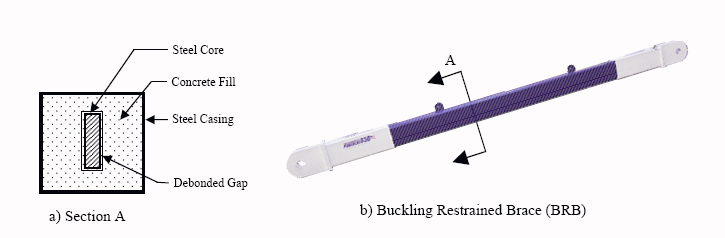 Steel Core
Concrete Fill
Steel Casing
Debonded Gap
a) Section A
A
b) Buckling Restrained Brace (BRB)